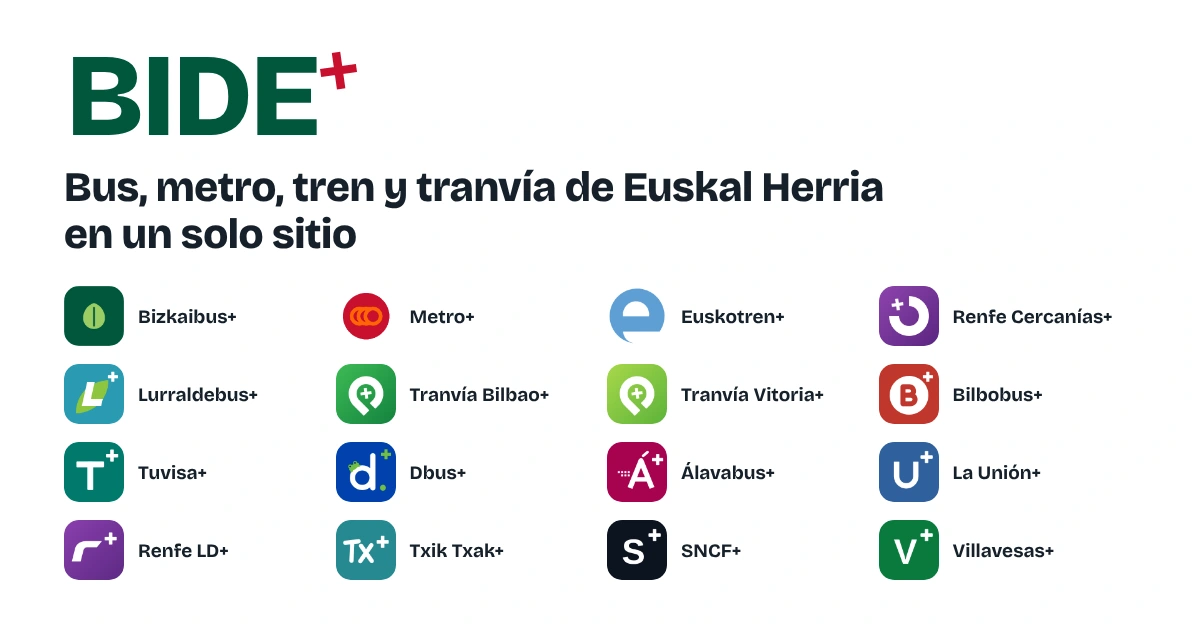 BIDE+
Bus, metro, tren y tranvía de Euskal Herria
en un solo sitio
Bizkaibus+
Metro+
Euskotren+
Renfe Cercanías+
L+ Lurraldebus+
Tranvía Bilbao+
Tranvía Vitoria+
B+ Bilbobus+
T+ Tuvisa+
d.+ Dbus+
Á+ Álavabus+
U+ La Unión+
Renfe LD+
Tx+ Txik Txak+
S+ SNCF+
V+ Villavesas+